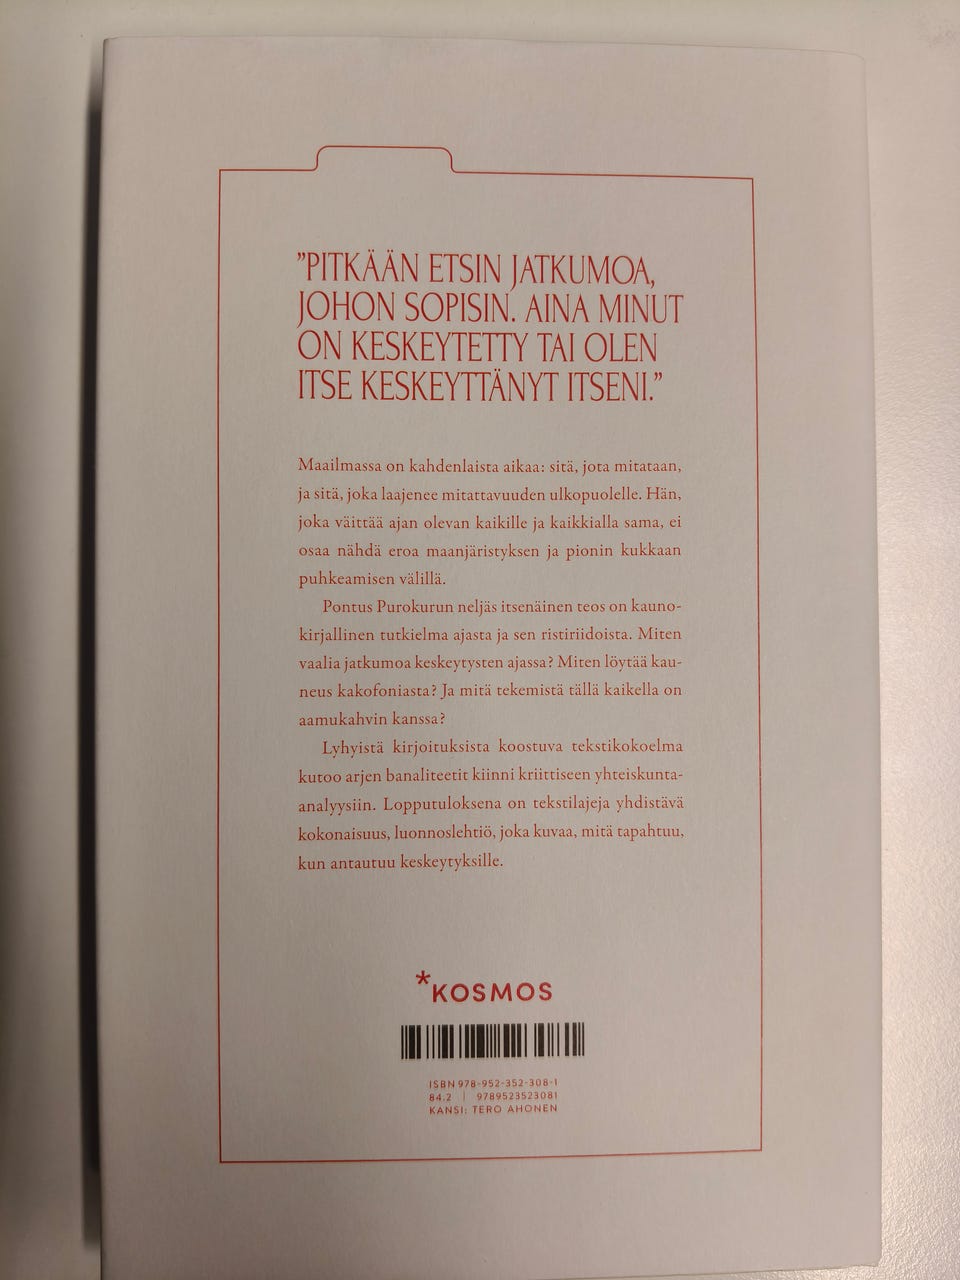 ”PITKÄÄN ETSIN JATKUMOA,
JOHON SOPISIN. AINA MINUT
ON KESKEYTETTY TAI OLEN
ITSE KESKEYTTÄNYT ITSENI.”
Maailmassa on kahdenlaista aikaa: sitä, jota mitataan,
ja sitä, joka laajenee mitattavuuden ulkopuolelle. Hän,
joka väittää ajan olevan kaikille ja kaikkialla sama, ei
osaa nähdä eroa maanjäristyksen ja pionin kukkaan
puhkeamisen välillä.
Pontus Purokurun neljäs itsenäinen teos on kauno-
kirjallinen tutkielma ajasta ja sen ristiriidoista. Miten
vaalia jatkumoa keskeytysten ajassa? Miten löytää kau-
neus kakofoniasta? Ja mitä tekemistä tällä kaikella on
aamukahvin kanssa?
Lyhyistä kirjoituksista koostuva tekstikokoelma
kutoo arjen banaliteetit kiinni kriittiseen yhteiskunta-
analyysiin. Lopputuloksena on tekstilajeja yhdistävä
kokonaisuus, luonnoslehtiö, joka kuvaa, mitä tapahtuu,
kun antautuu keskeytyksille.
*KOSMOS
ISBN 978-952-352-308-1
84.2 | 9789523523081
KANSI: TERO AHONEN